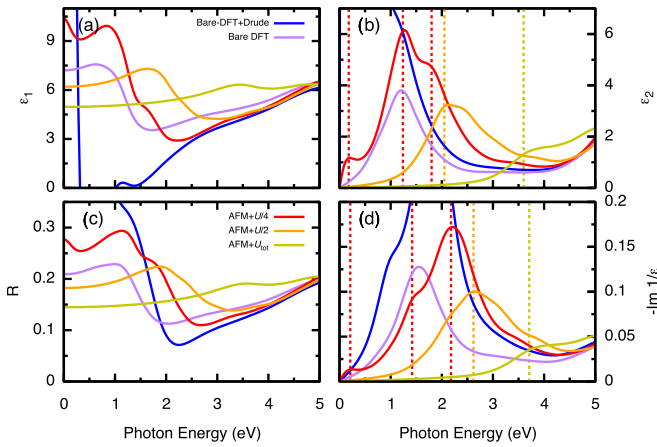 (a)
Bare-DFT+Drude
Bare DFT
ε1
9
6
3
0
(b)
ε2
6
4
2
0
(c)
AFM+U/4
AFM+U/2
AFM+Utot
R
0.3
0.2
0.1
0 1 2 3 4 5
Photon Energy (eV)
(d)
-Im 1/ε
0.2
0.15
0.1
0.05
0
0 1 2 3 4 5
Photon Energy (eV)